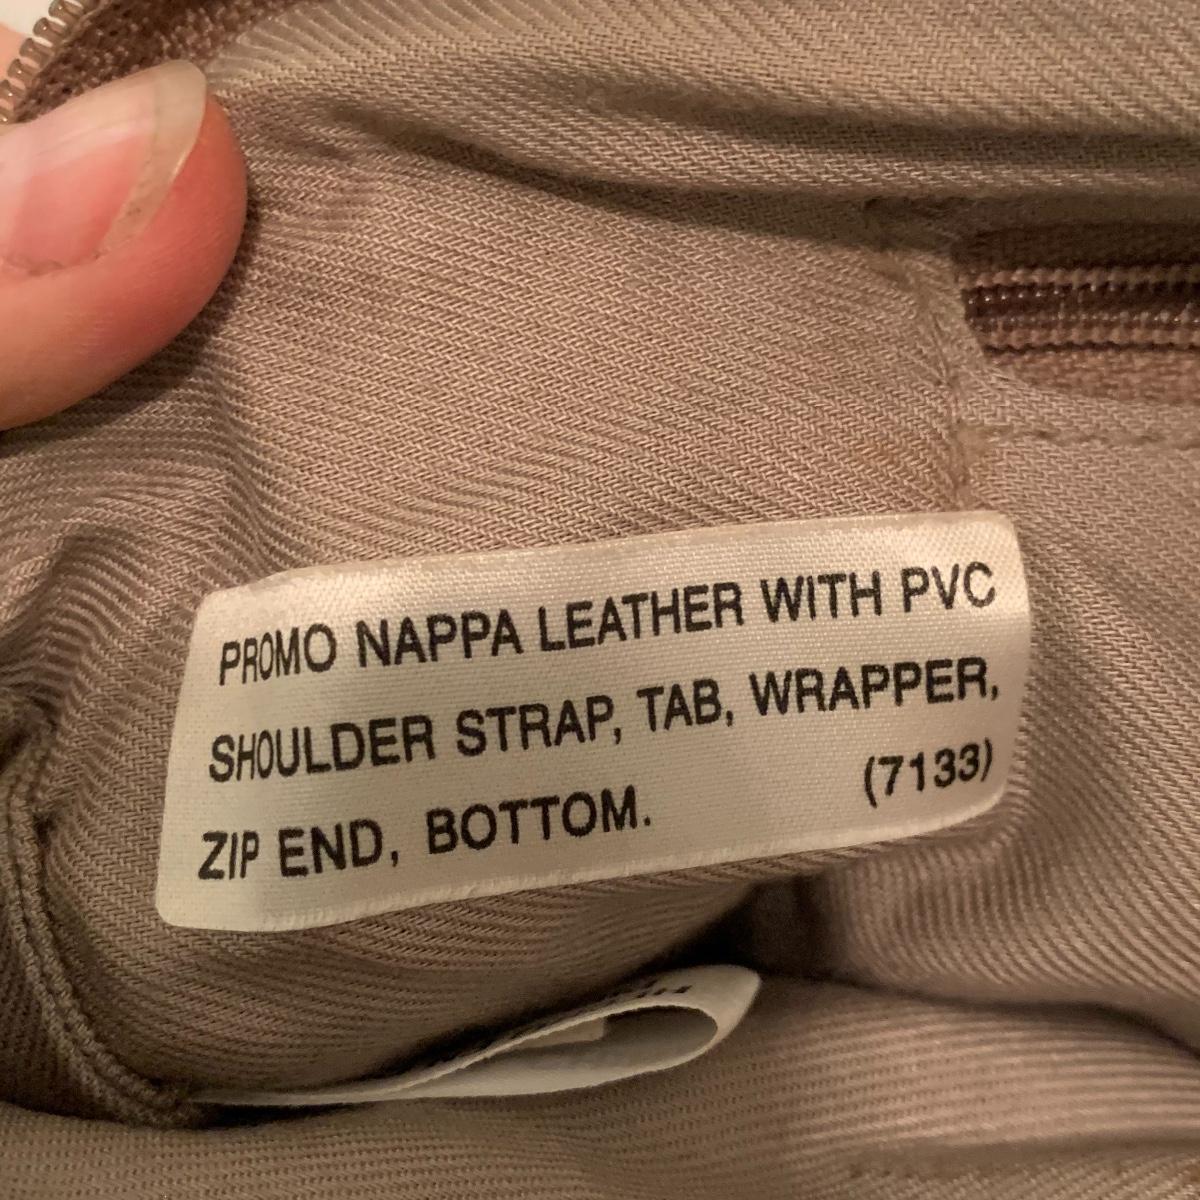 PROMO NAPPA LEATHER WITH PVC
SHOULDER STRAP, TAB, WRAPPER,
ZIP END, BOTTOM. (7133)